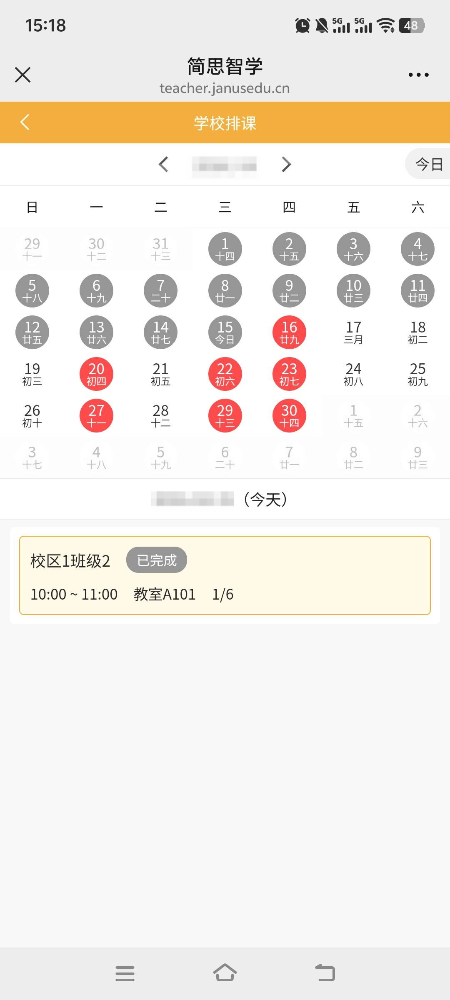 15:18
5G 5G 48
简思智学
teacher.janusedu.cn
学校排课
今日
日 一 二 三 四 五 六
29 30 31 1 2 3 4
十一 十二 十三 十四 十五 十六 十七
5 6 7 8 9 10 11
十八 十九 二十 廿一 廿二 廿三 廿四
12 13 14 15 16 17 18
廿五 廿六 廿七 今日 廿九 三月 初二
19 20 21 22 23 24 25
初三 初四 初五 初六 初七 初八 初九
26 27 28 29 30 1 2
初十 十一 十二 十三 十四 十五 十六
3 4 5 6 7 8 9
十七 十八 十九 二十 廿一 廿二 廿三
（今天）
校区1班级2 已完成
10:00 ~ 11:00 教室A101 1/6